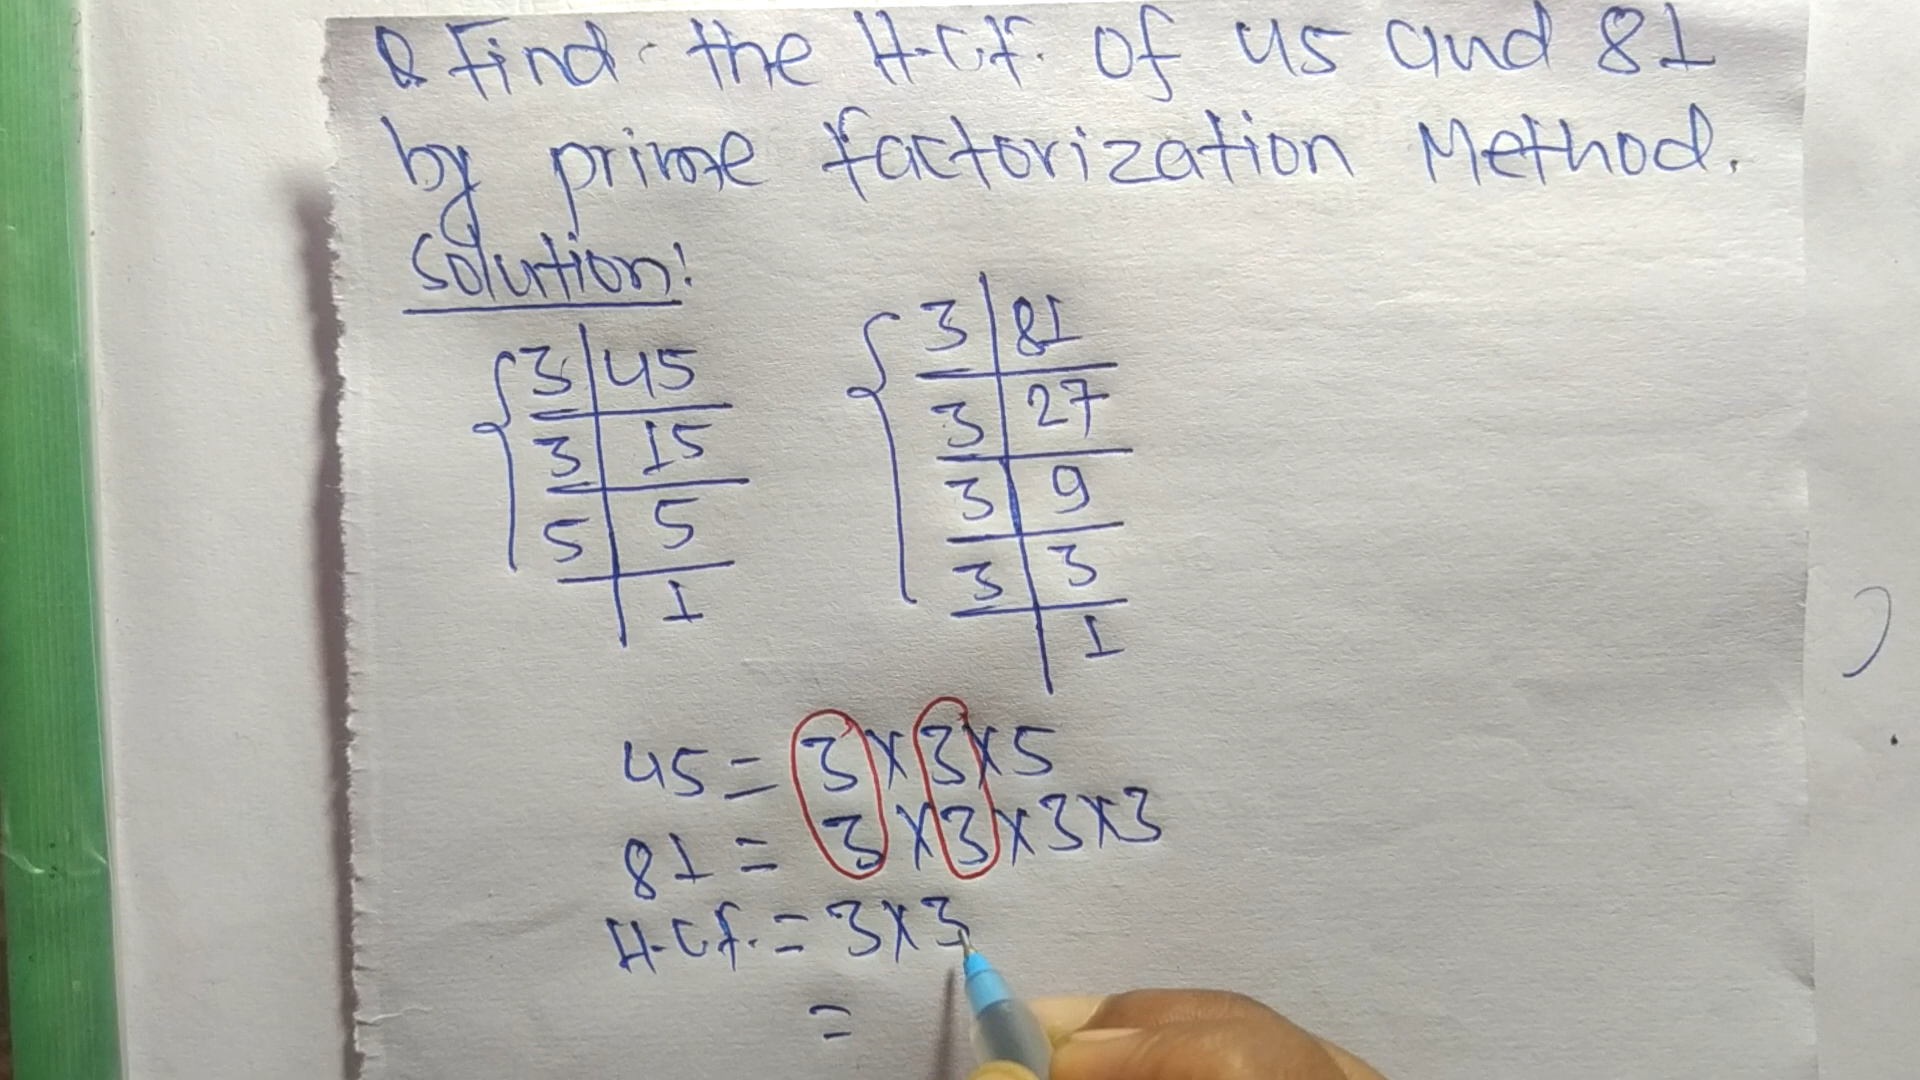 Q Find the H.C.F. of 45 and 81
by prime factorization Method.
Solution:
3 | 45
3 | 15
5 | 5
1
3 | 81
3 | 27
3 | 9
3 | 3
1
45 = 3×3×5
81 = 3×3×3×3
H.C.F. = 3×3
=